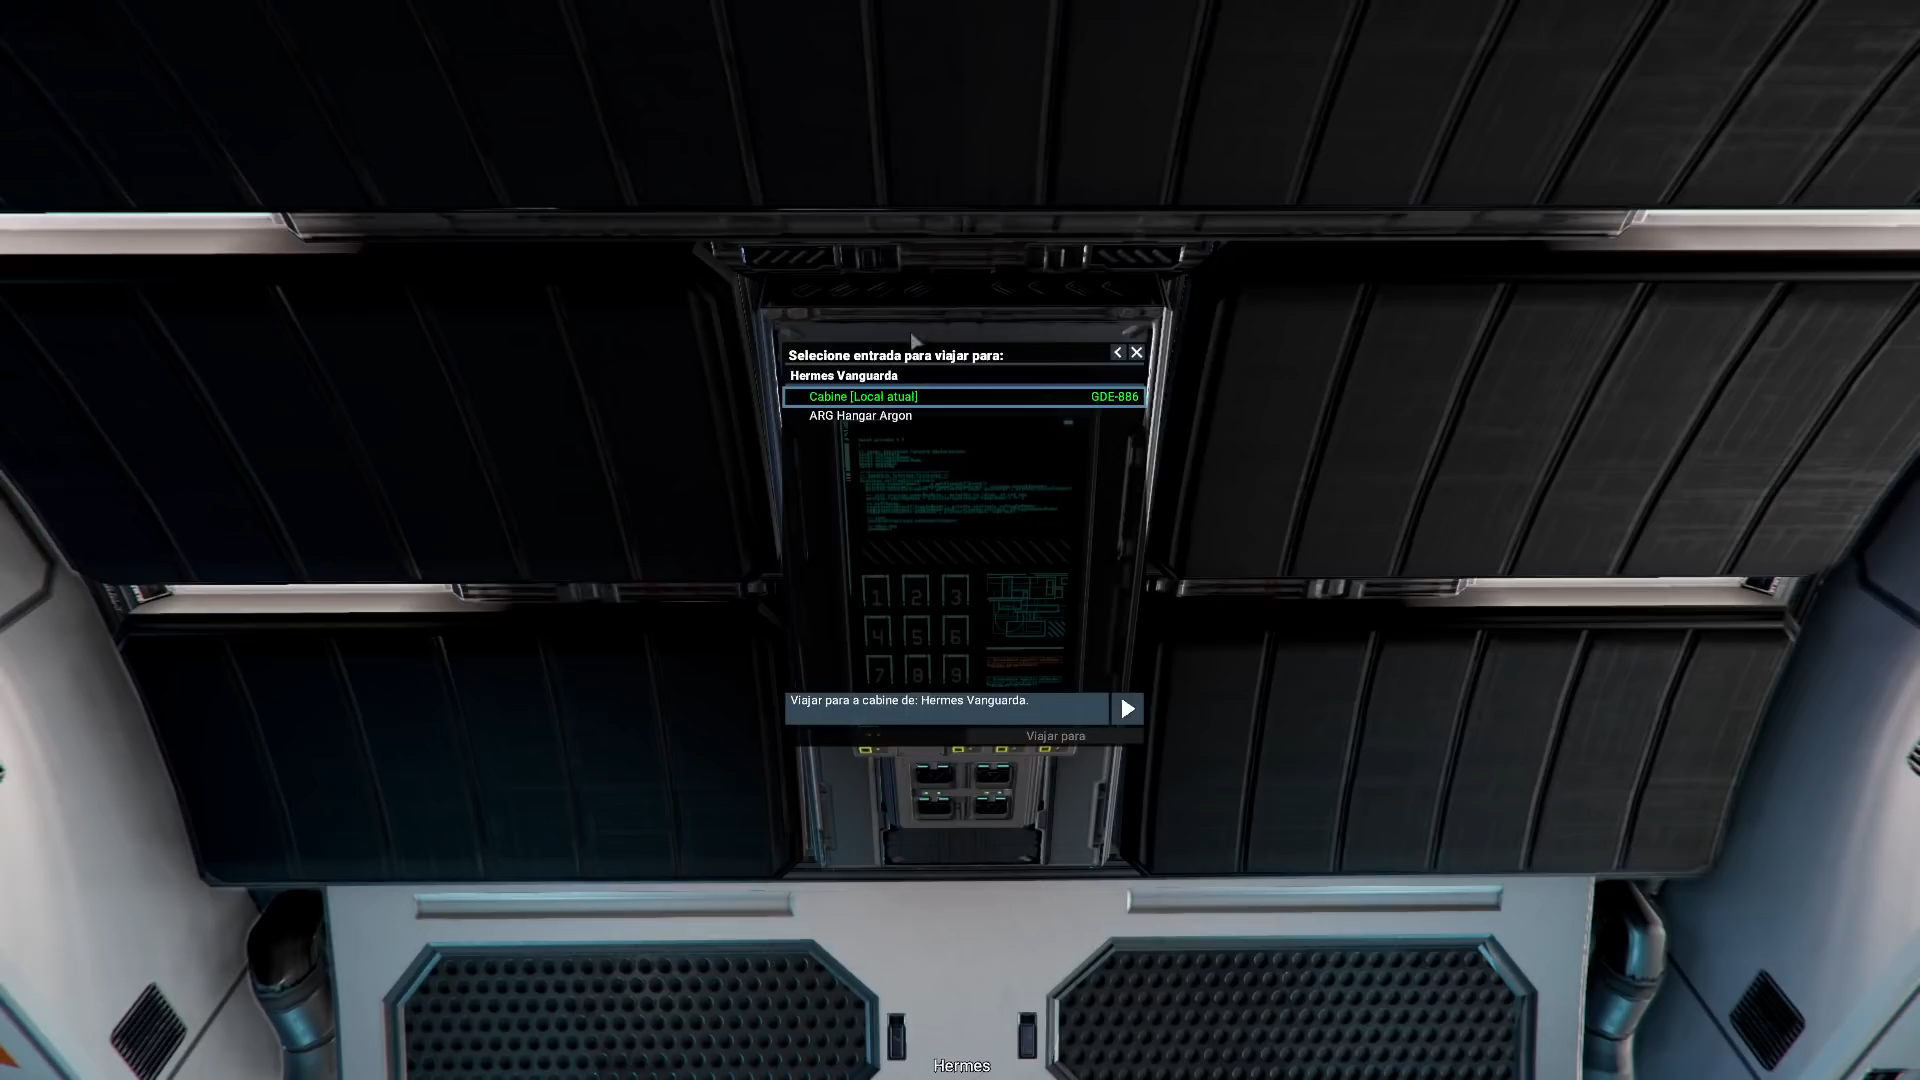 Selecione entrada para viajar para:
Hermes Vanguarda
Cabine [Local atual] GDE-886
ARG Hangar Argon
1 2 3
4 5 6
7 8 9
Viajar para a cabine de: Hermes Vanguarda.
Viajar para
Hermes